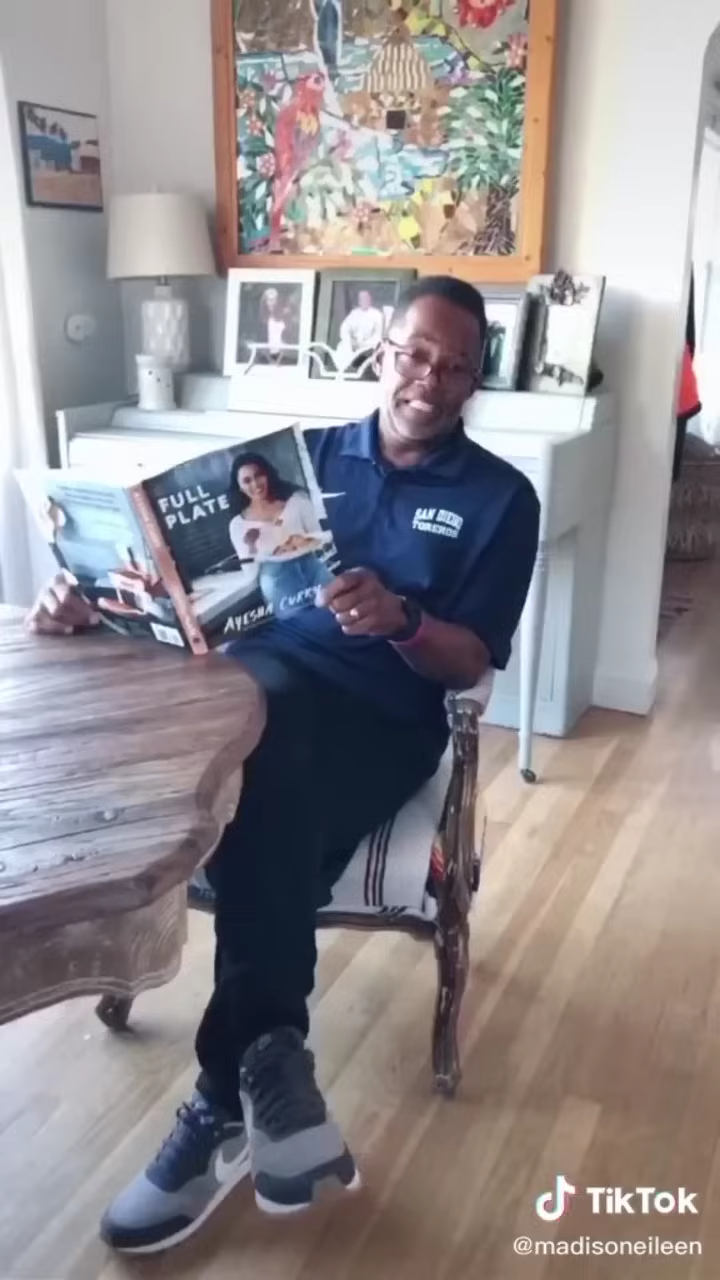 FULL
PLATE
AYESHA CURRY
SAN DIEGO
TOREROS
TikTok
@madisoneileen